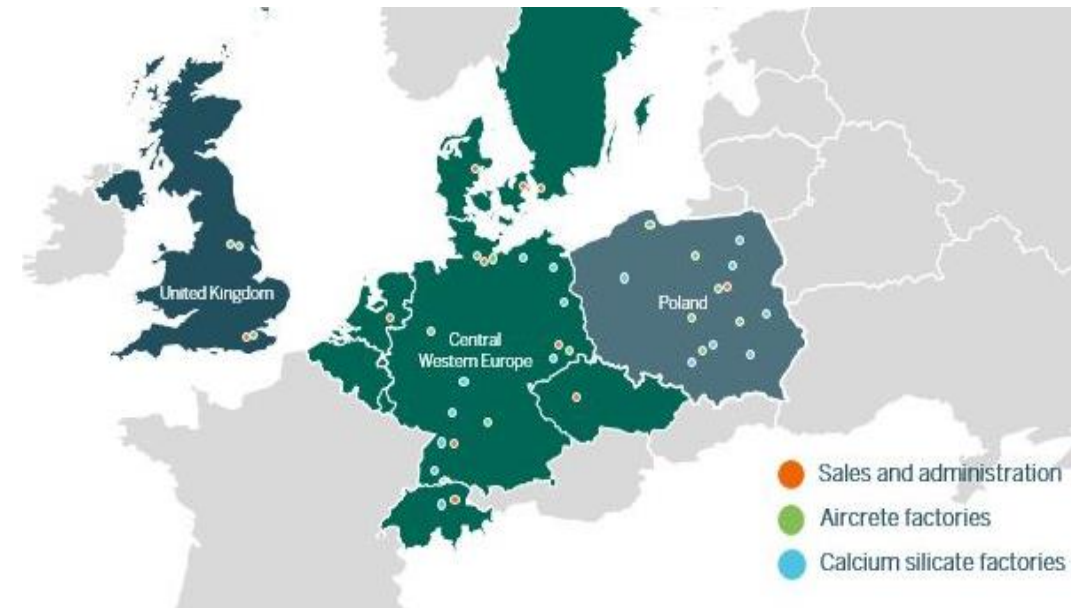 United Kingdom
Poland
Central
Western Europe
Sales and administration
Aircrete factories
Calcium silicate factories